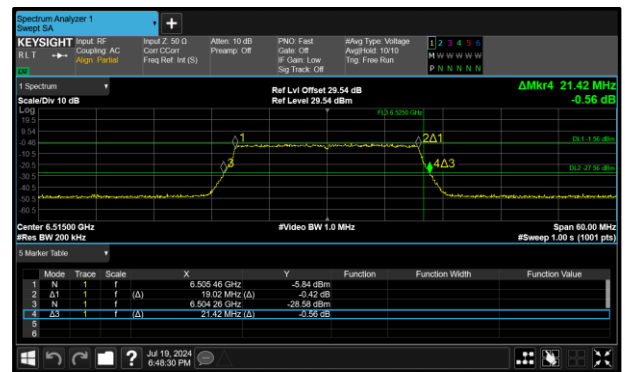 Spectrum Analyzer 1
Swept SA
+
KEYSIGHT Input: RF Input Z: 50 Ω Atten: 10 dB PNO: Fast #Avg Type: Voltage 1 2 3 4 5 6
RLT Coupling: AC Corr CCorr Preamp: Off Gate: Off Avg|Hold: 10/10 M W W W W W
Align: Partial Freq Ref: Int (S) IF Gain: Low Trig: Free Run
Sig Track: Off P N N N N N
1 Spectrum Ref Lvl Offset 29.54 dB ΔMkr4 21.42 MHz
Scale/Div 10 dB Ref Level 29.54 dBm -0.56 dB
Log
19.5 FL3 6.5250 GHz
9.54
-0.46 1 2Δ1 DL1 -1.56 dBm
-10.5
-20.5 3 4Δ3 DL2 -27.56 dBm
-30.5
-40.5
-50.5
-60.5
Center 6.51500 GHz #Video BW 1.0 MHz Span 60.00 MHz
#Res BW 200 kHz #Sweep 1.00 s (1001 pts)
5 Marker Table
Mode Trace Scale X Y Function Function Width Function Value
1 N 1 f 6.505 46 GHz -5.84 dBm
2 Δ1 1 f (Δ) 19.02 MHz (Δ) -0.42 dB
3 N 1 f 6.504 26 GHz -28.58 dBm
4 Δ3 1 f (Δ) 21.42 MHz (Δ) -0.56 dB
5
6
? Jul 19, 2024
6:48:30 PM